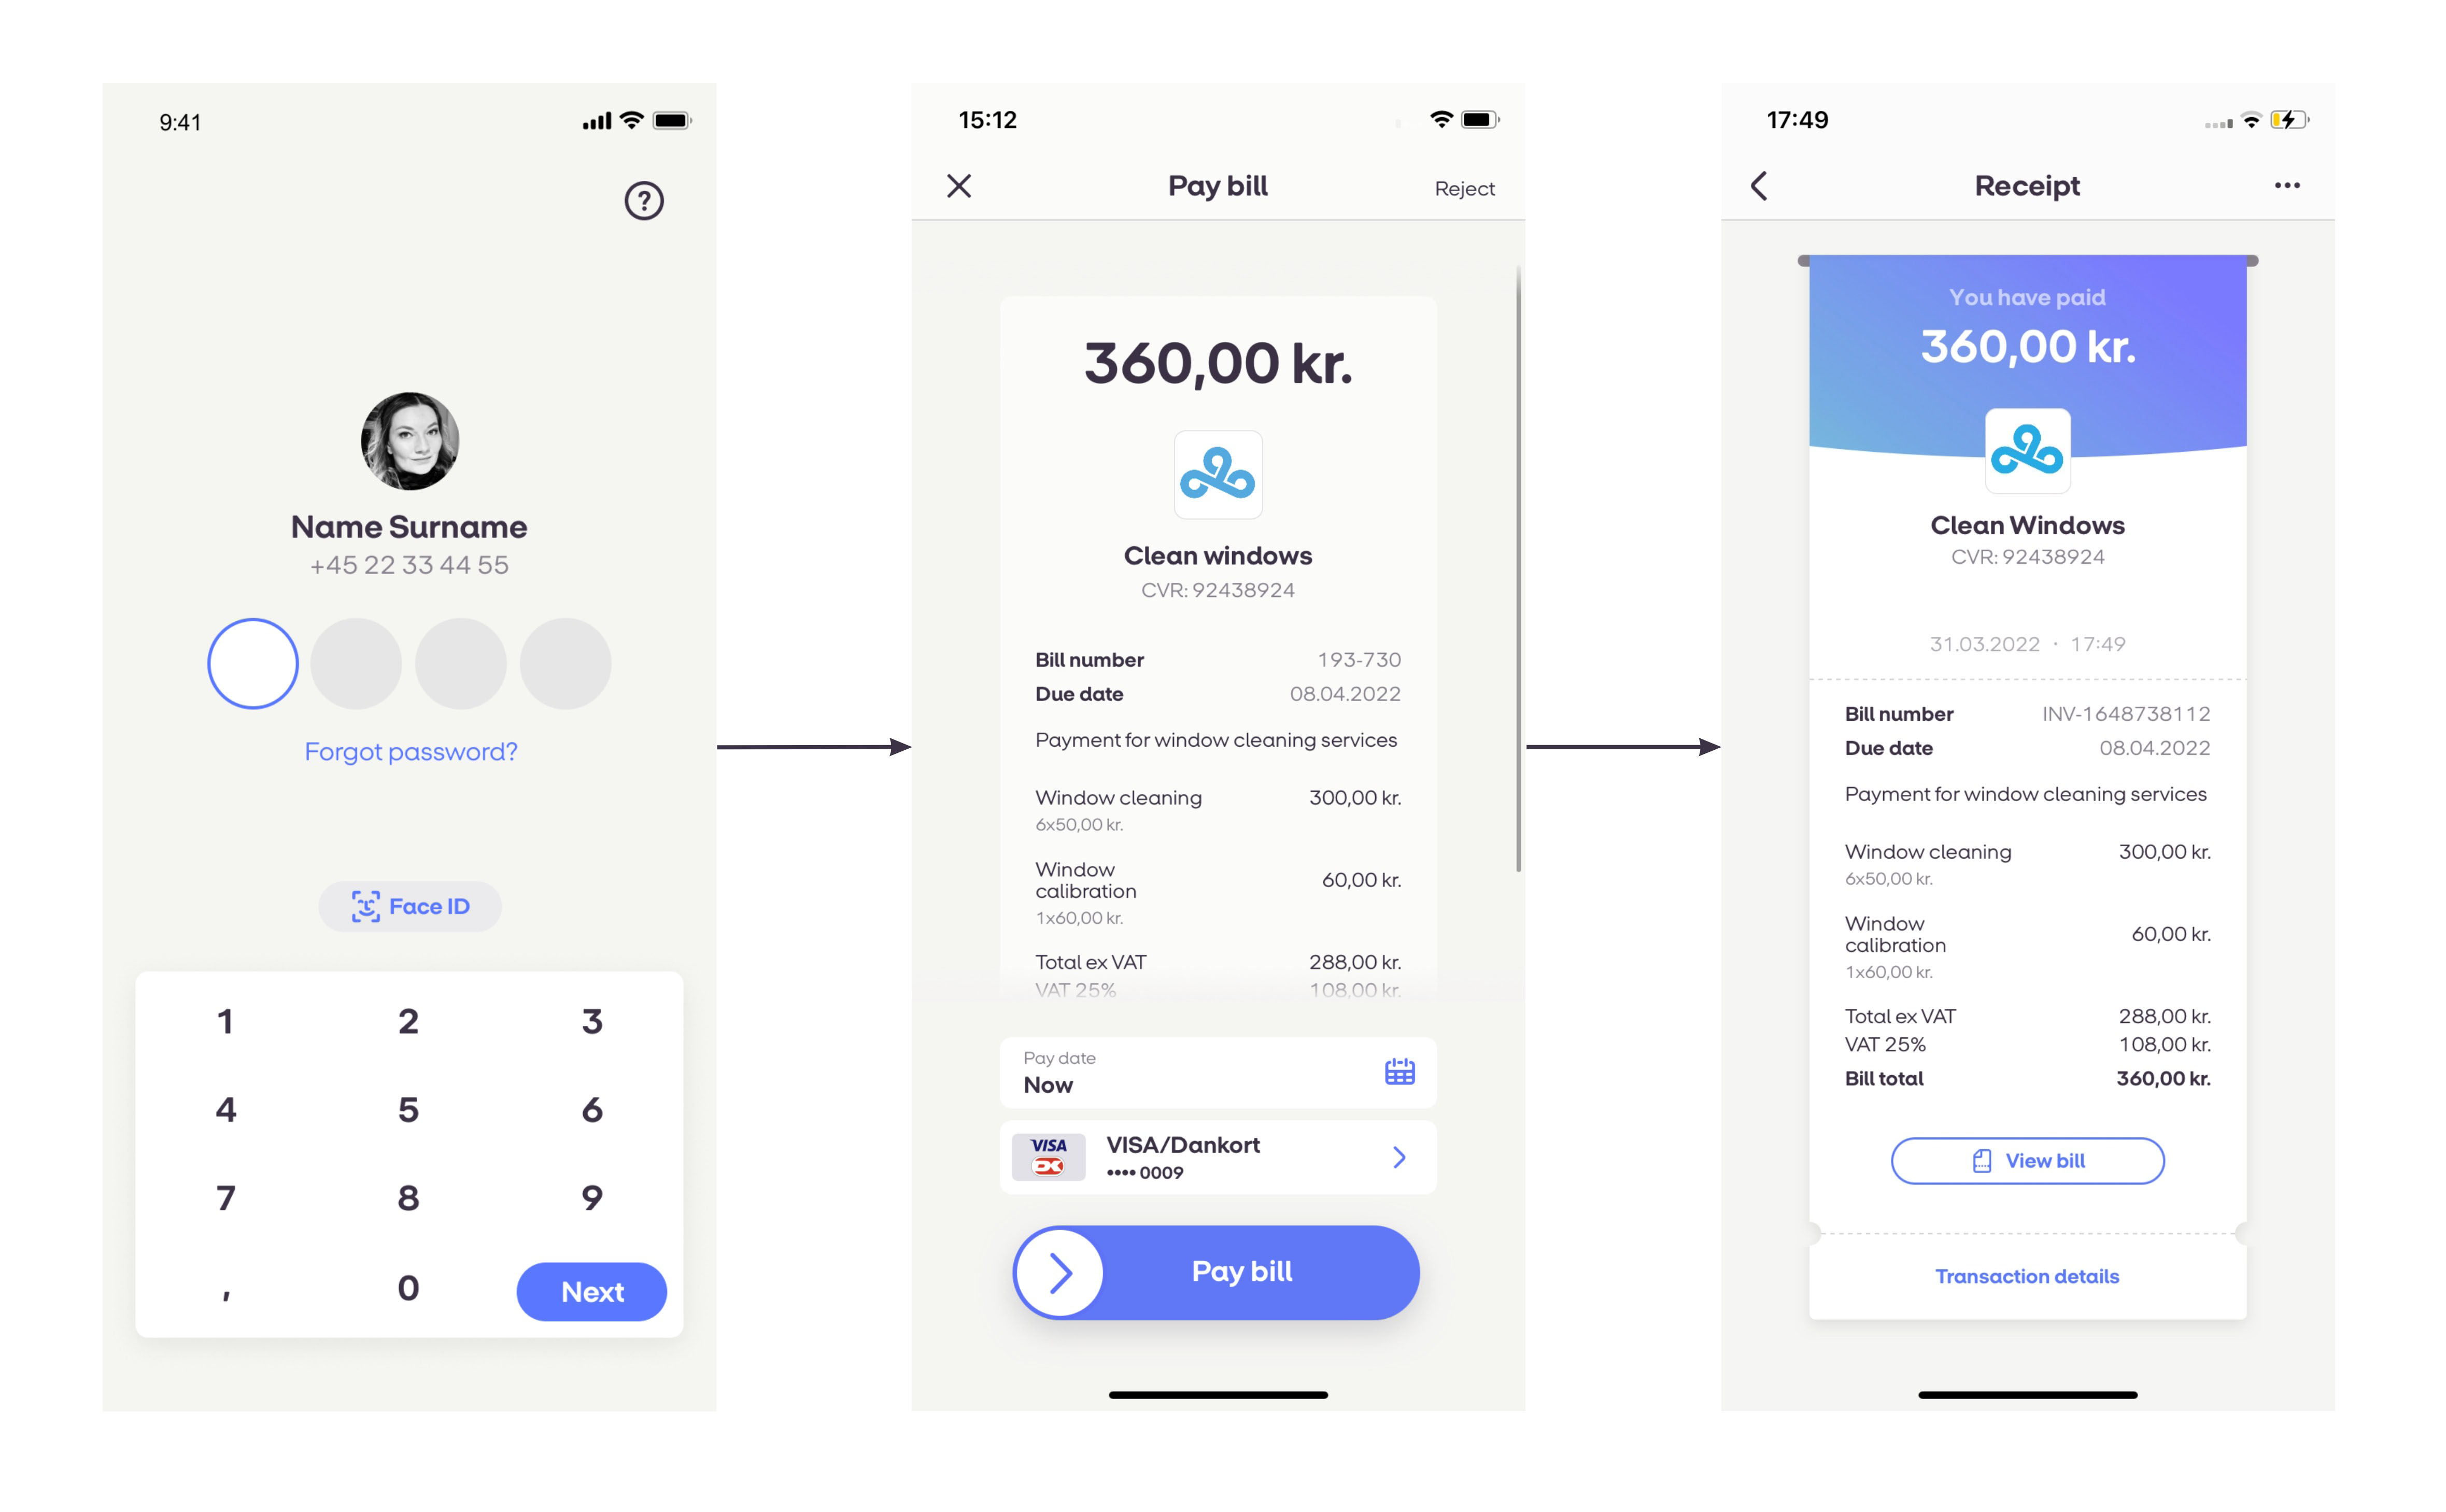 9:41
?
Name Surname
+45 22 33 44 55
Forgot password?
Face ID
1 2 3
4 5 6
7 8 9
, 0 Next
15:12
Pay bill
Reject
360,00 kr.
Clean windows
CVR: 92438924
Bill number 193-730
Due date 08.04.2022
Payment for window cleaning services
Window cleaning 300,00 kr.
6x50,00 kr.
Window
calibration 60,00 kr.
1x60,00 kr.
Total ex VAT 288,00 kr.
VAT 25% 108,00 kr.
Pay date
Now
VISA
DK
VISA/Dankort
•••• 0009
Pay bill
17:49
Receipt
You have paid
360,00 kr.
Clean Windows
CVR: 92438924
31.03.2022 · 17:49
Bill number INV-1648738112
Due date 08.04.2022
Payment for window cleaning services
Window cleaning 300,00 kr.
6x50,00 kr.
Window
calibration 60,00 kr.
1x60,00 kr.
Total ex VAT 288,00 kr.
VAT 25% 108,00 kr.
Bill total 360,00 kr.
View bill
Transaction details